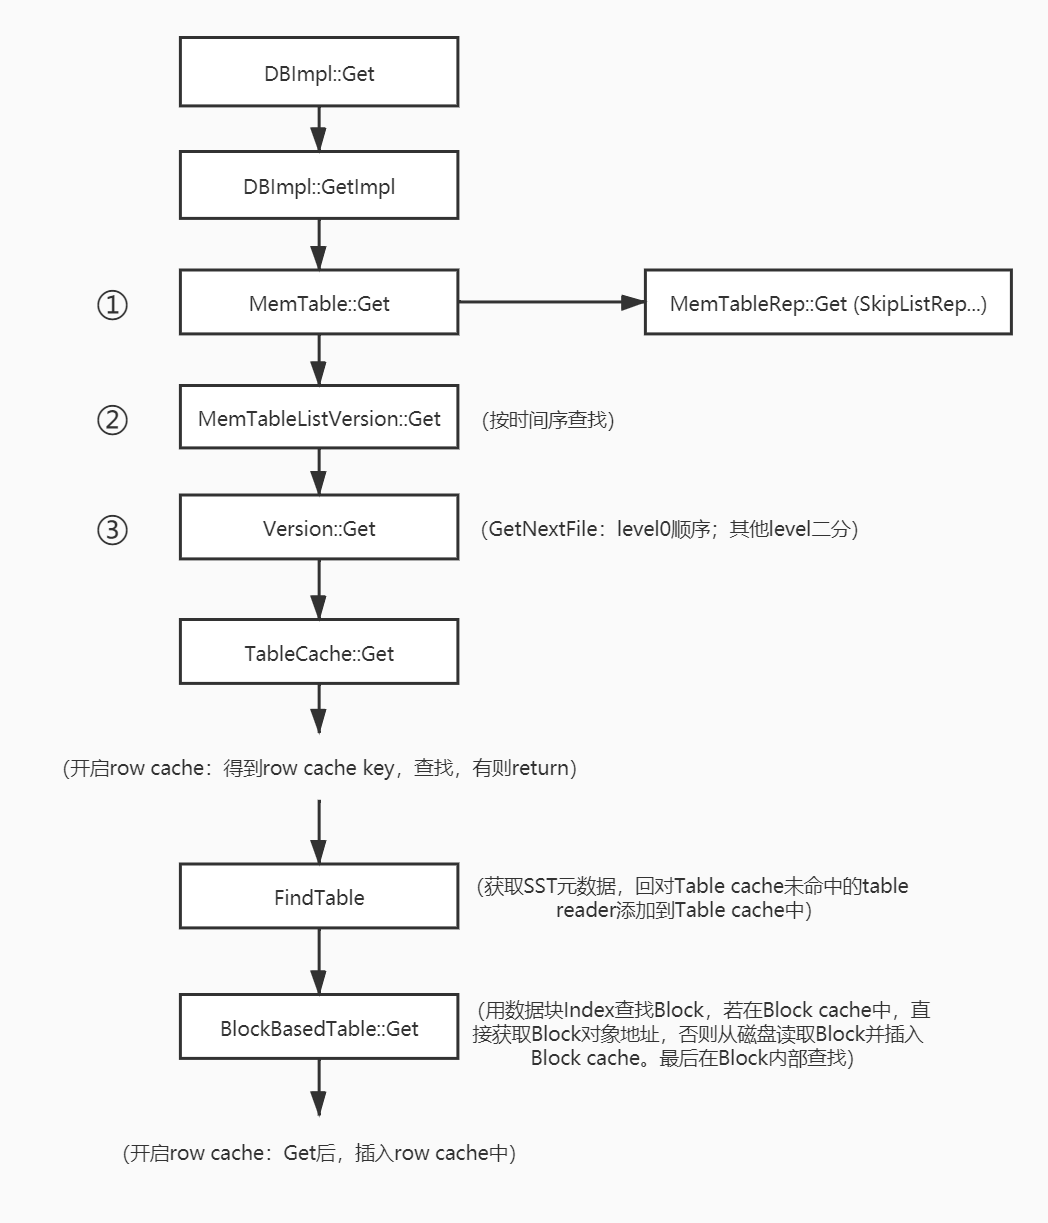 DBImpl::Get
DBImpl::GetImpl
①
MemTable::Get
MemTableRep::Get (SkipListRep...)
②
MemTableListVersion::Get
(按时间序查找)
③
Version::Get
(GetNextFile：level0顺序；其他level二分)
TableCache::Get
(开启row cache：得到row cache key，查找，有则return)
FindTable
(获取SST元数据，回对Table cache未命中的table
reader添加到Table cache中)
BlockBasedTable::Get
(用数据块Index查找Block，若在Block cache中，直
接获取Block对象地址，否则从磁盘读取Block并插入
Block cache。最后在Block内部查找)
(开启row cache：Get后，插入row cache中)